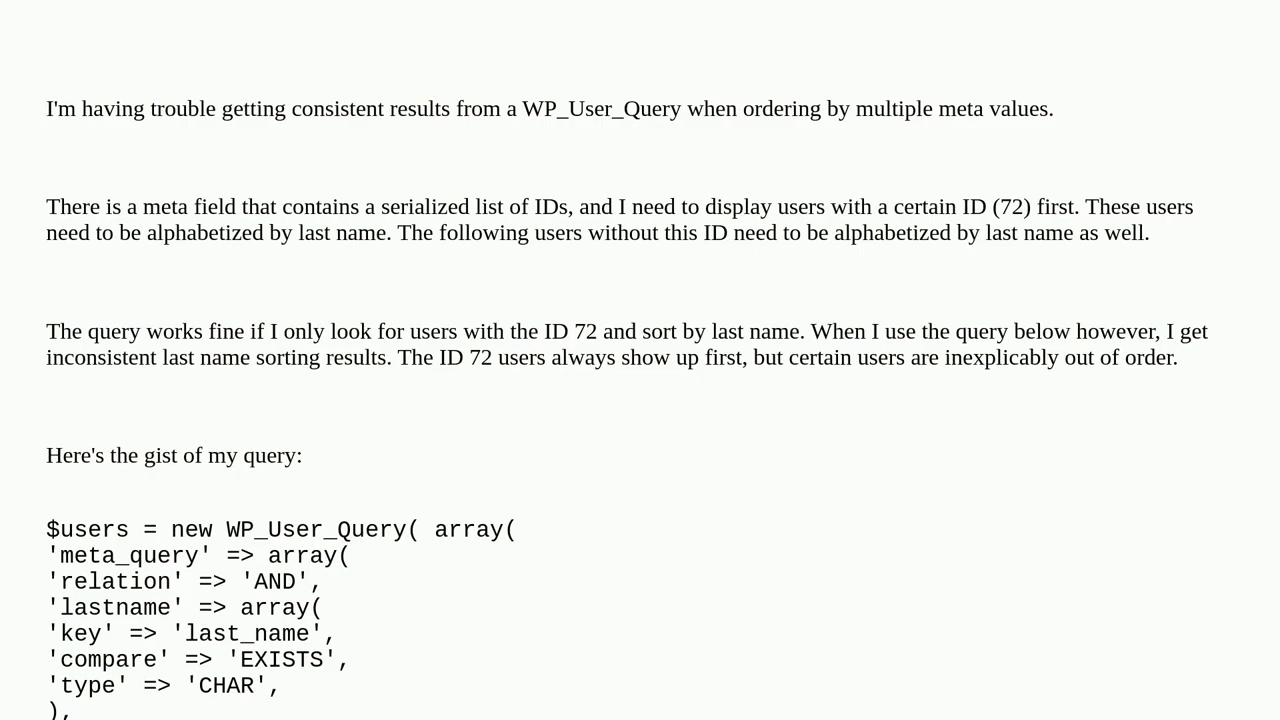 I'm having trouble getting consistent results from a WP_User_Query when ordering by multiple meta values.
There is a meta field that contains a serialized list of IDs, and I need to display users with a certain ID (72) first. These users
need to be alphabetized by last name. The following users without this ID need to be alphabetized by last name as well.
The query works fine if I only look for users with the ID 72 and sort by last name. When I use the query below however, I get
inconsistent last name sorting results. The ID 72 users always show up first, but certain users are inexplicably out of order.
Here's the gist of my query:
$users = new WP_User_Query( array(
'meta_query' => array(
'relation' => 'AND',
'lastname' => array(
'key' => 'last_name',
'compare' => 'EXISTS',
'type' => 'CHAR',
),